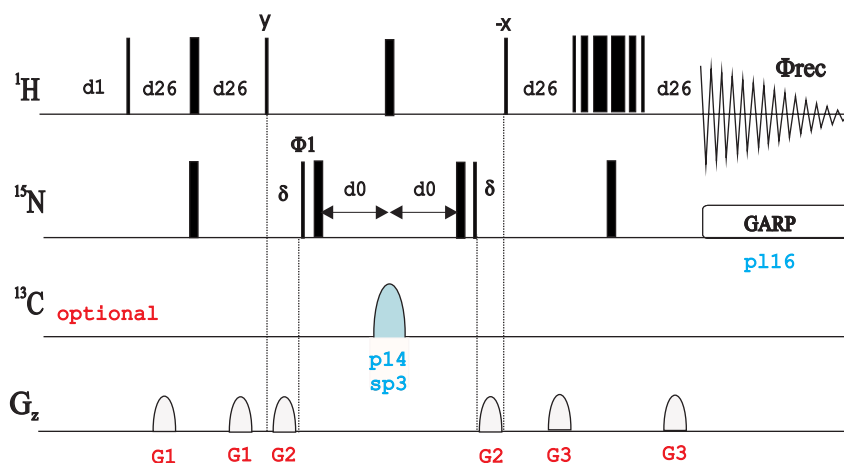 y
-x
¹H
d1
d26
d26
d26
d26
Φrec
Φ1
¹⁵N
δ
d0
d0
δ
GARP
pl16
¹³C
optional
p14
sp3
Gz
G1
G1
G2
G2
G3
G3